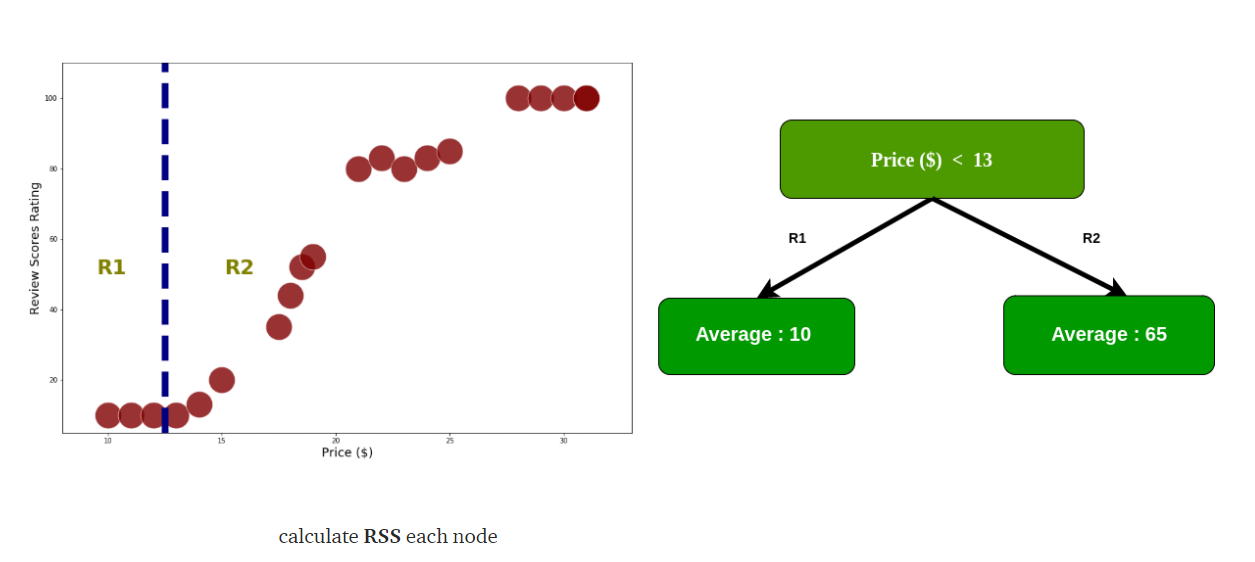 100
80
60
40
20
Review Scores Rating
R1
R2
10
15
20
25
30
Price ($)
Price ($) < 13
R1
R2
Average : 10
Average : 65
calculate RSS each node